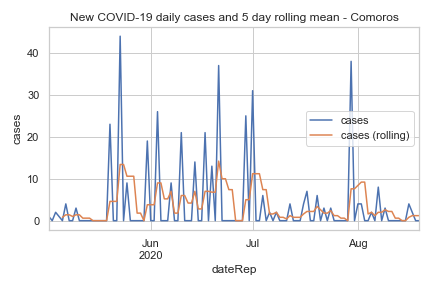 New COVID-19 daily cases and 5 day rolling mean - Comoros
cases
40
30
20
10
0
cases
cases (rolling)
Jun
2020
Jul
Aug
dateRep